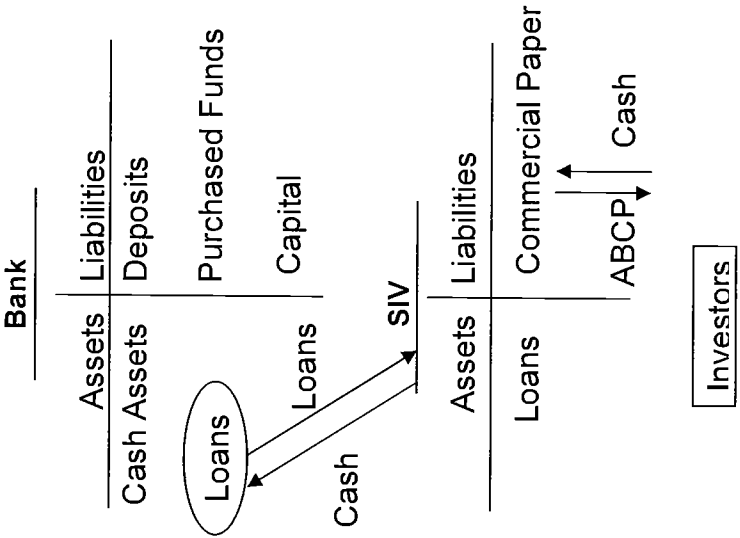 Bank
Assets Liabilities
Cash Assets Deposits
Loans Purchased Funds
Capital
Loans
Cash
SIV
Assets Liabilities
Loans Commercial Paper
ABCP Cash
Investors